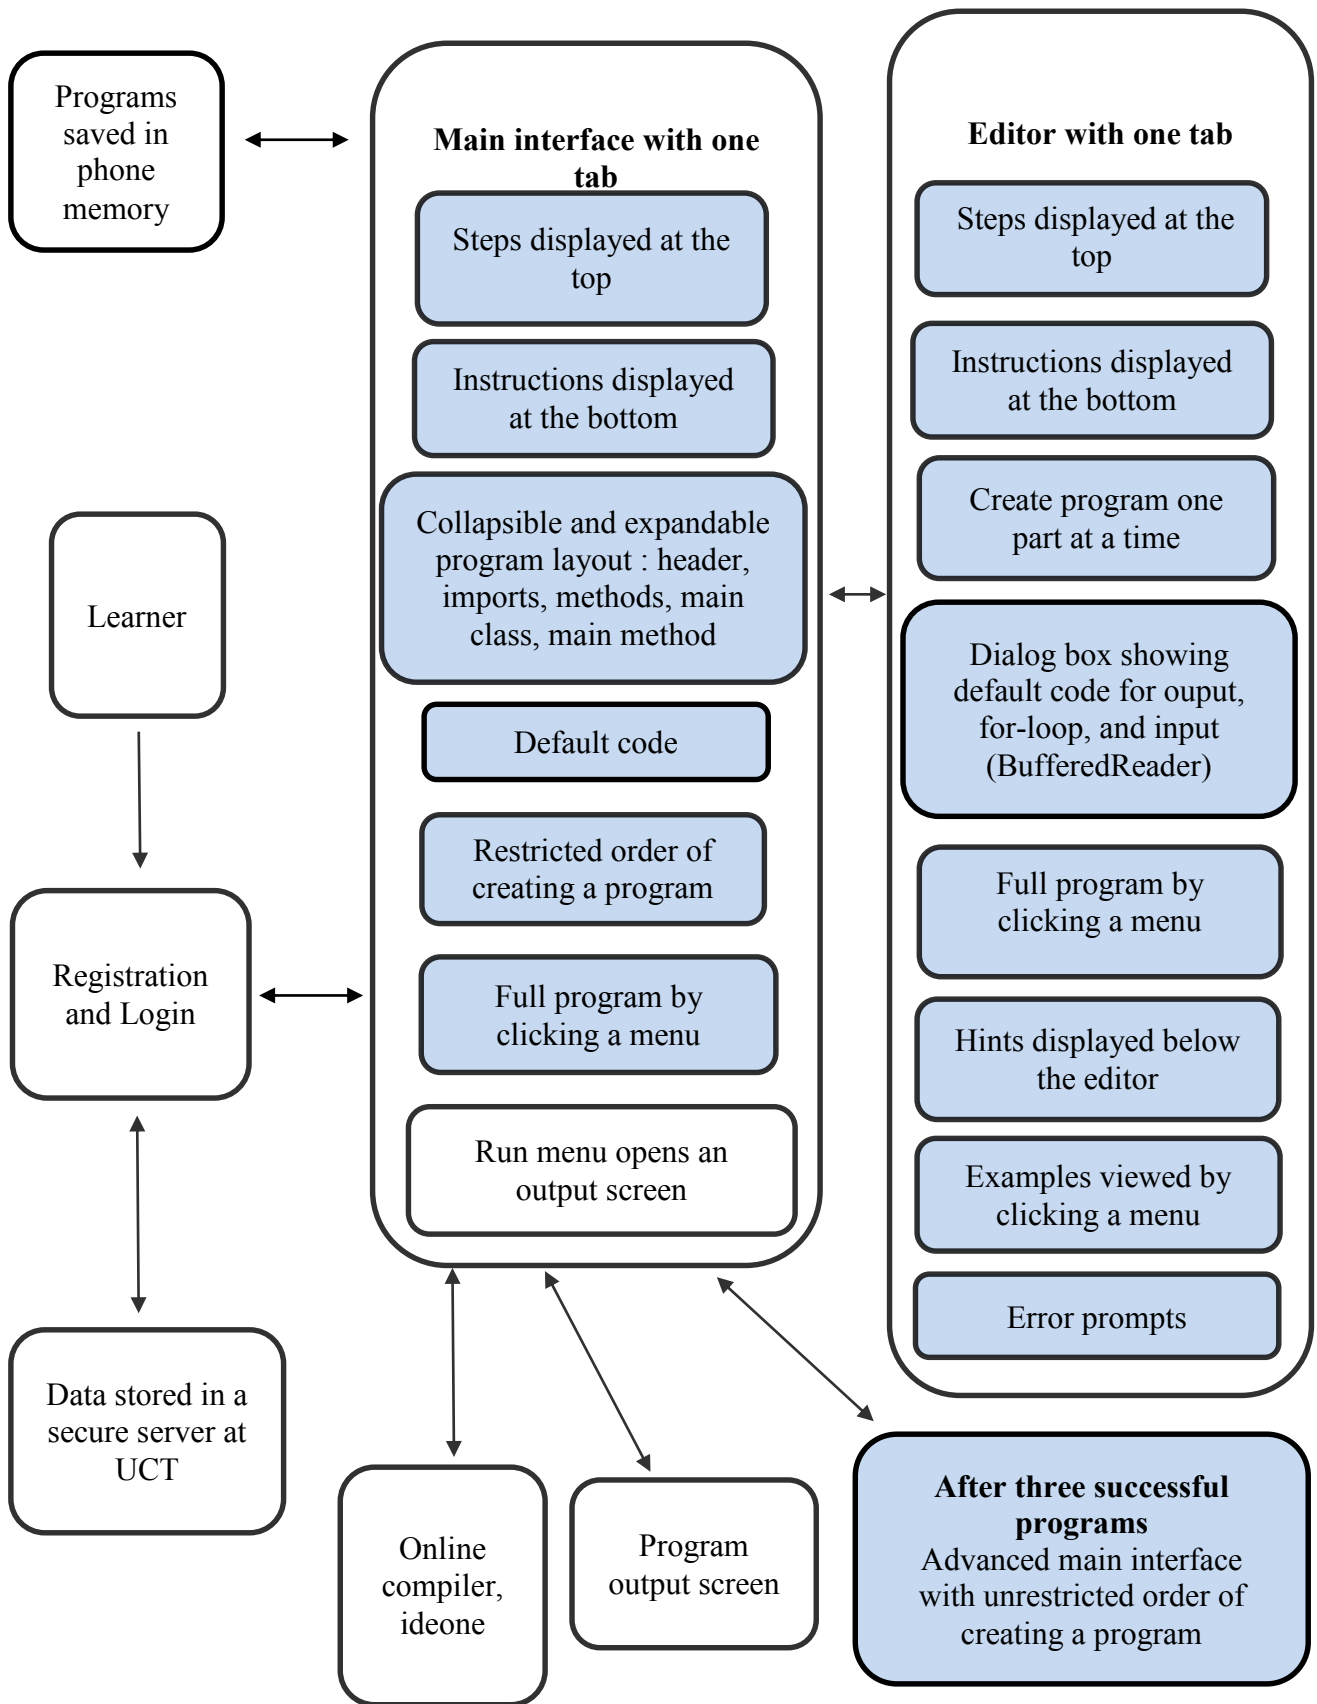 Programs
saved in
phone
memory
Main interface with one
tab
Steps displayed at the
top
Instructions displayed
at the bottom
Collapsible and expandable
program layout : header,
imports, methods, main
class, main method
Default code
Restricted order of
creating a program
Full program by
clicking a menu
Run menu opens an
output screen
Editor with one tab
Steps displayed at the
top
Instructions displayed
at the bottom
Create program one
part at a time
Dialog box showing
default code for ouput,
for-loop, and input
(BufferedReader)
Full program by
clicking a menu
Hints displayed below
the editor
Examples viewed by
clicking a menu
Error prompts
Learner
Registration
and Login
Data stored in a
secure server at
UCT
Online
compiler,
ideone
Program
output screen
After three successful
programs
Advanced main interface
with unrestricted order of
creating a program